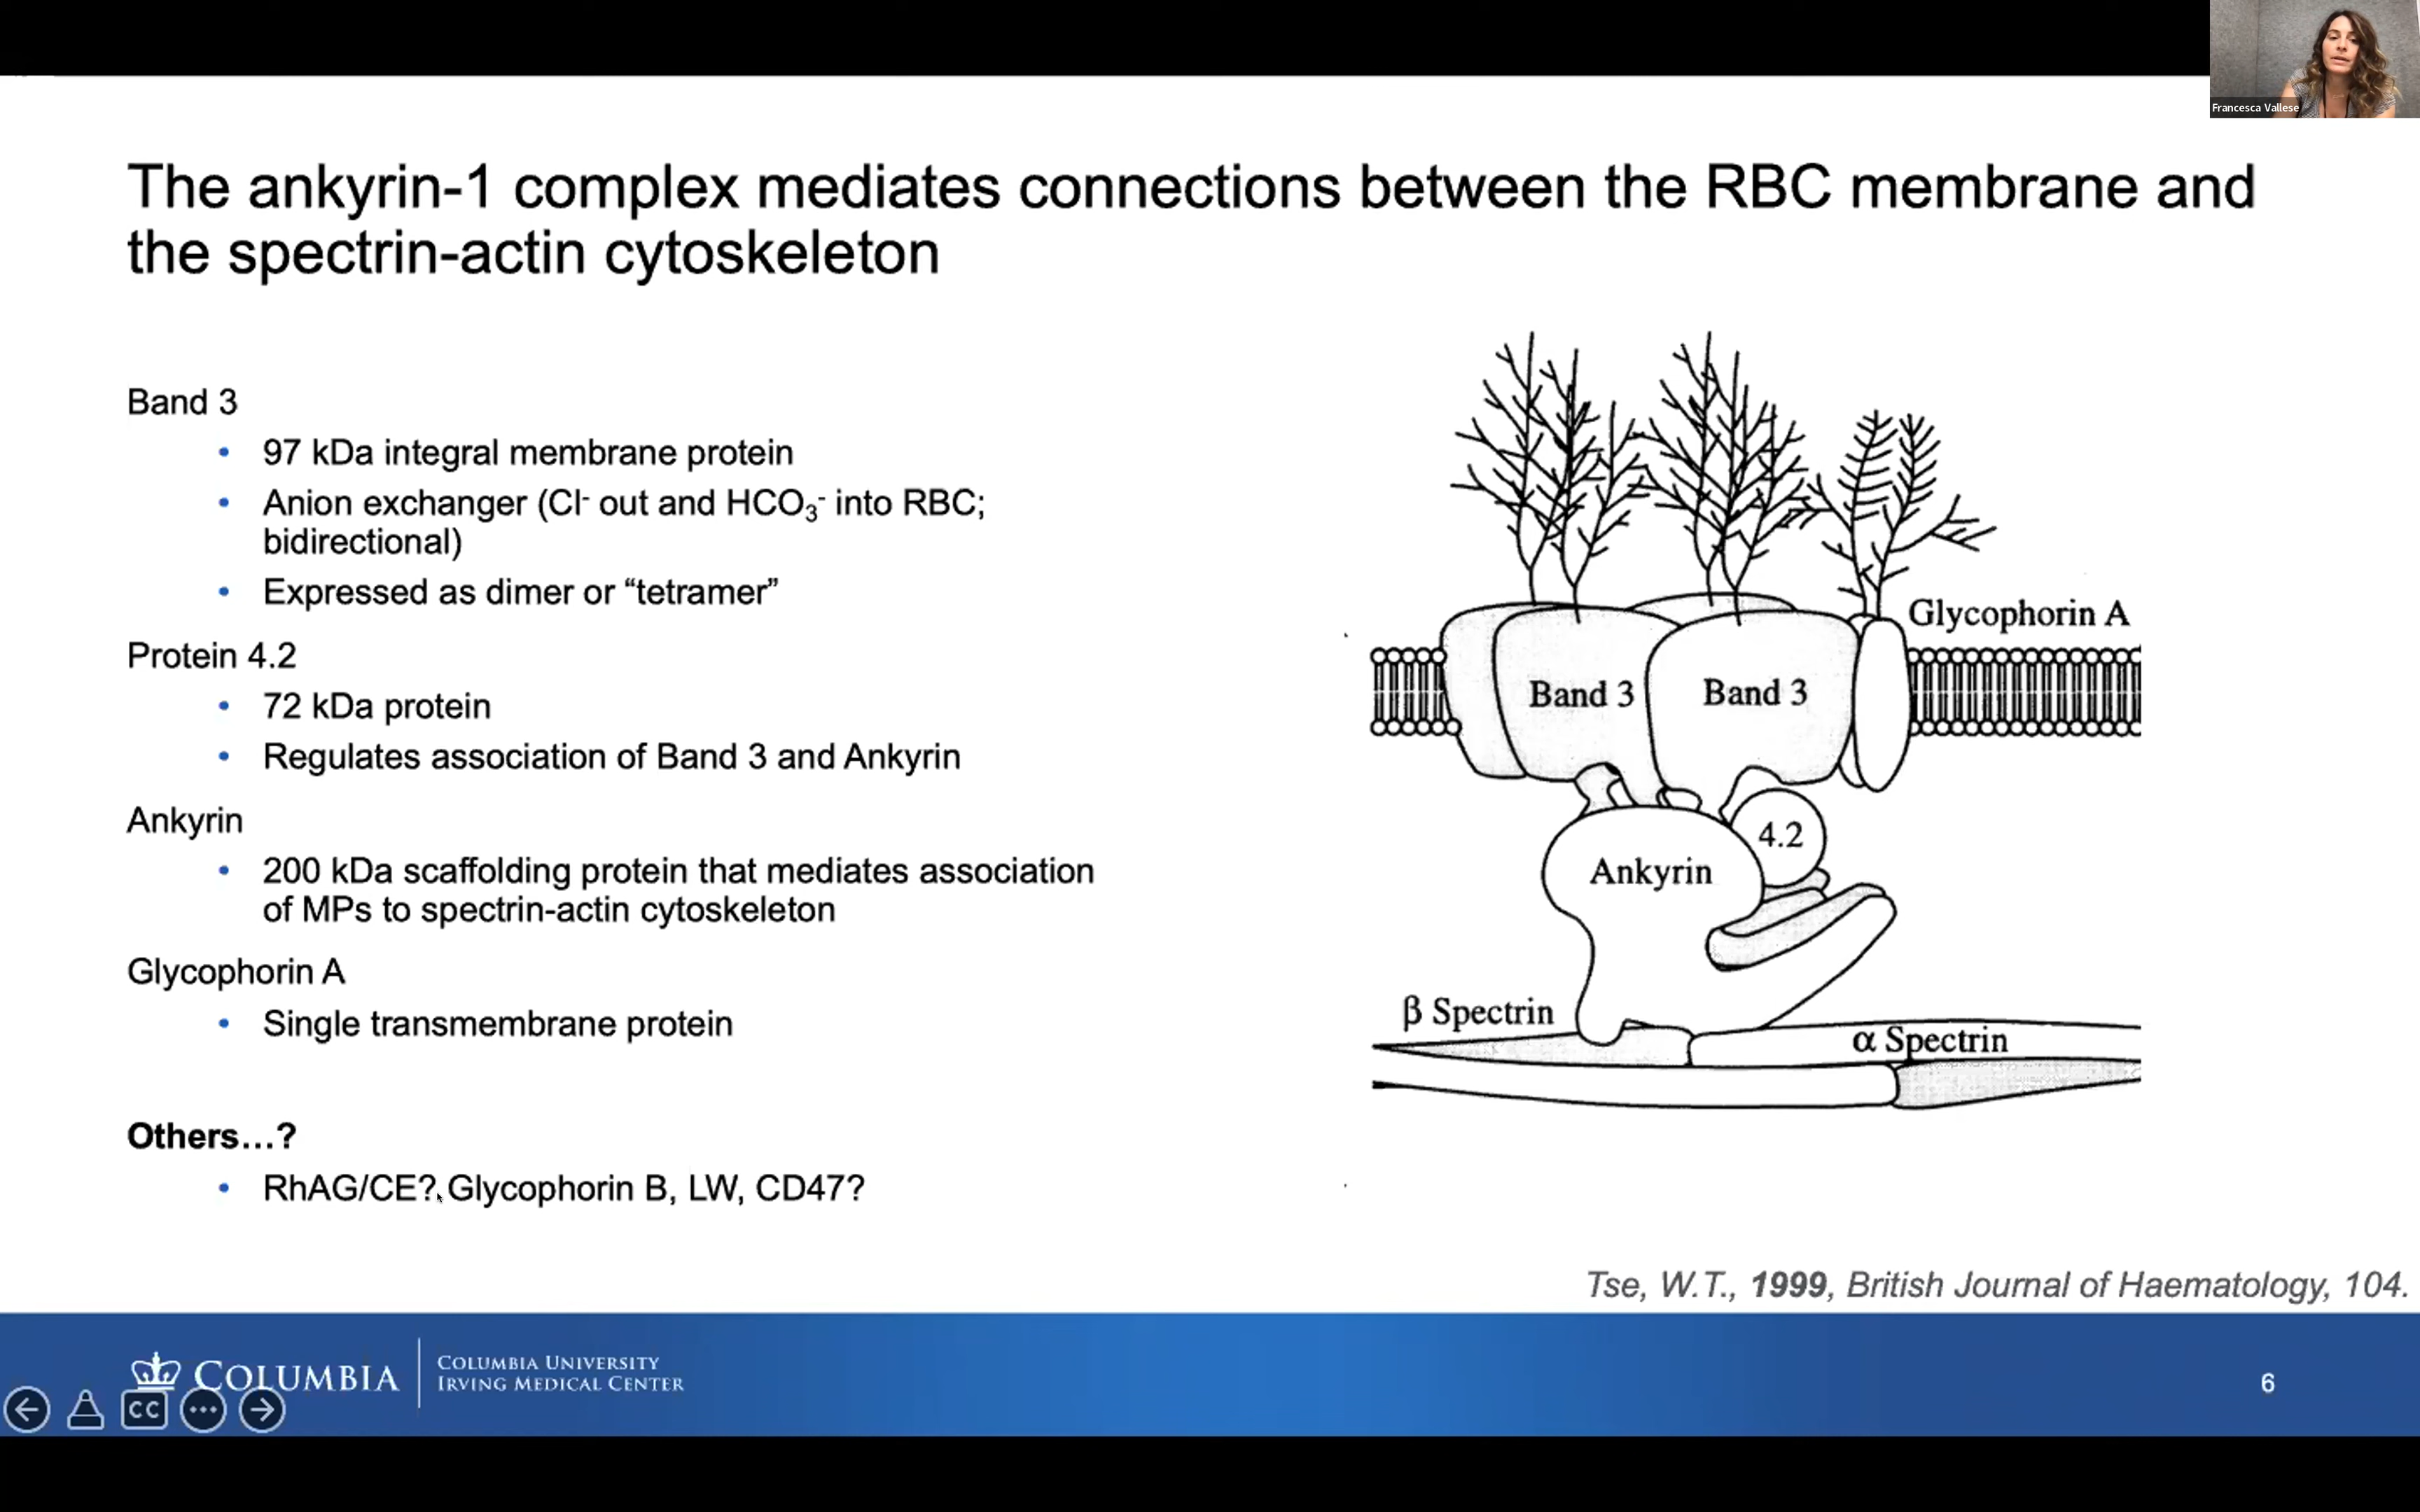 Francesca Vallese
The ankyrin-1 complex mediates connections between the RBC membrane and
the spectrin-actin cytoskeleton
Band 3
• 97 kDa integral membrane protein
• Anion exchanger (Cl⁻ out and HCO₃⁻ into RBC;
bidirectional)
• Expressed as dimer or “tetramer”
Protein 4.2
• 72 kDa protein
• Regulates association of Band 3 and Ankyrin
Ankyrin
• 200 kDa scaffolding protein that mediates association
of MPs to spectrin-actin cytoskeleton
Glycophorin A
• Single transmembrane protein
Others...?
• RhAG/CE? Glycophorin B, LW, CD47?
Glycophorin A
Band 3
Band 3
4.2
Ankyrin
β Spectrin
α Spectrin
Tse, W.T., 1999, British Journal of Haematology, 104.
COLUMBIA
COLUMBIA UNIVERSITY
IRVING MEDICAL CENTER
6
CC